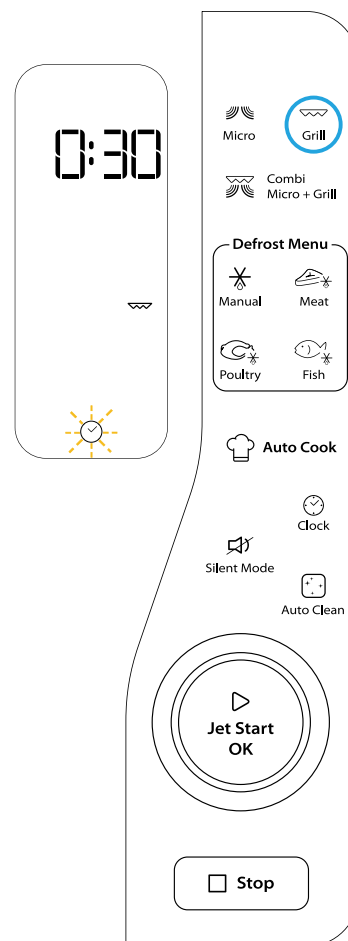 0:30
Micro
Grill
Combi
Micro + Grill
Defrost Menu
Manual
Meat
Poultry
Fish
Auto Cook
Clock
Silent Mode
Auto Clean
Jet Start
OK
Stop